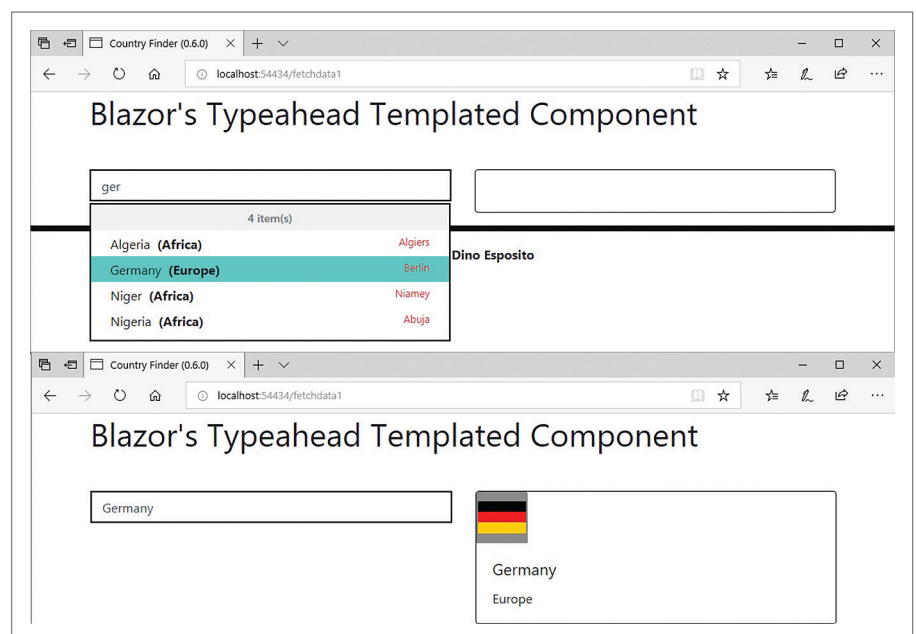 Country Finder (0.6.0)
localhost:54434/fetchdata1
Blazor's Typeahead Templated Component
ger
4 item(s)
Algeria (Africa) Algiers
Germany (Europe) Berlin
Niger (Africa) Niamey
Nigeria (Africa) Abuja
Dino Esposito
Country Finder (0.6.0)
localhost:54434/fetchdata1
Blazor's Typeahead Templated Component
Germany
Germany
Europe